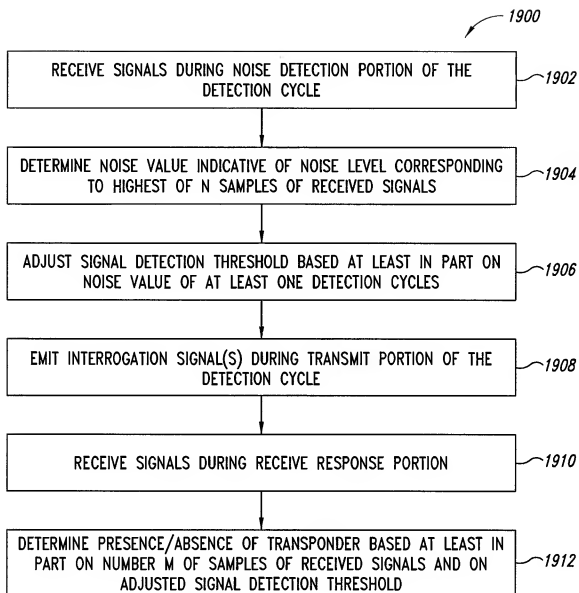 1900
RECEIVE SIGNALS DURING NOISE DETECTION PORTION OF THE
DETECTION CYCLE
1902
DETERMINE NOISE VALUE INDICATIVE OF NOISE LEVEL CORRESPONDING
TO HIGHEST OF N SAMPLES OF RECEIVED SIGNALS
1904
ADJUST SIGNAL DETECTION THRESHOLD BASED AT LEAST IN PART ON
NOISE VALUE OF AT LEAST ONE DETECTION CYCLES
1906
EMIT INTERROGATION SIGNAL(S) DURING TRANSMIT PORTION OF THE
DETECTION CYCLE
1908
RECEIVE SIGNALS DURING RECEIVE RESPONSE PORTION
1910
DETERMINE PRESENCE/ABSENCE OF TRANSPONDER BASED AT LEAST IN
PART ON NUMBER M OF SAMPLES OF RECEIVED SIGNALS AND ON
ADJUSTED SIGNAL DETECTION THRESHOLD
1912